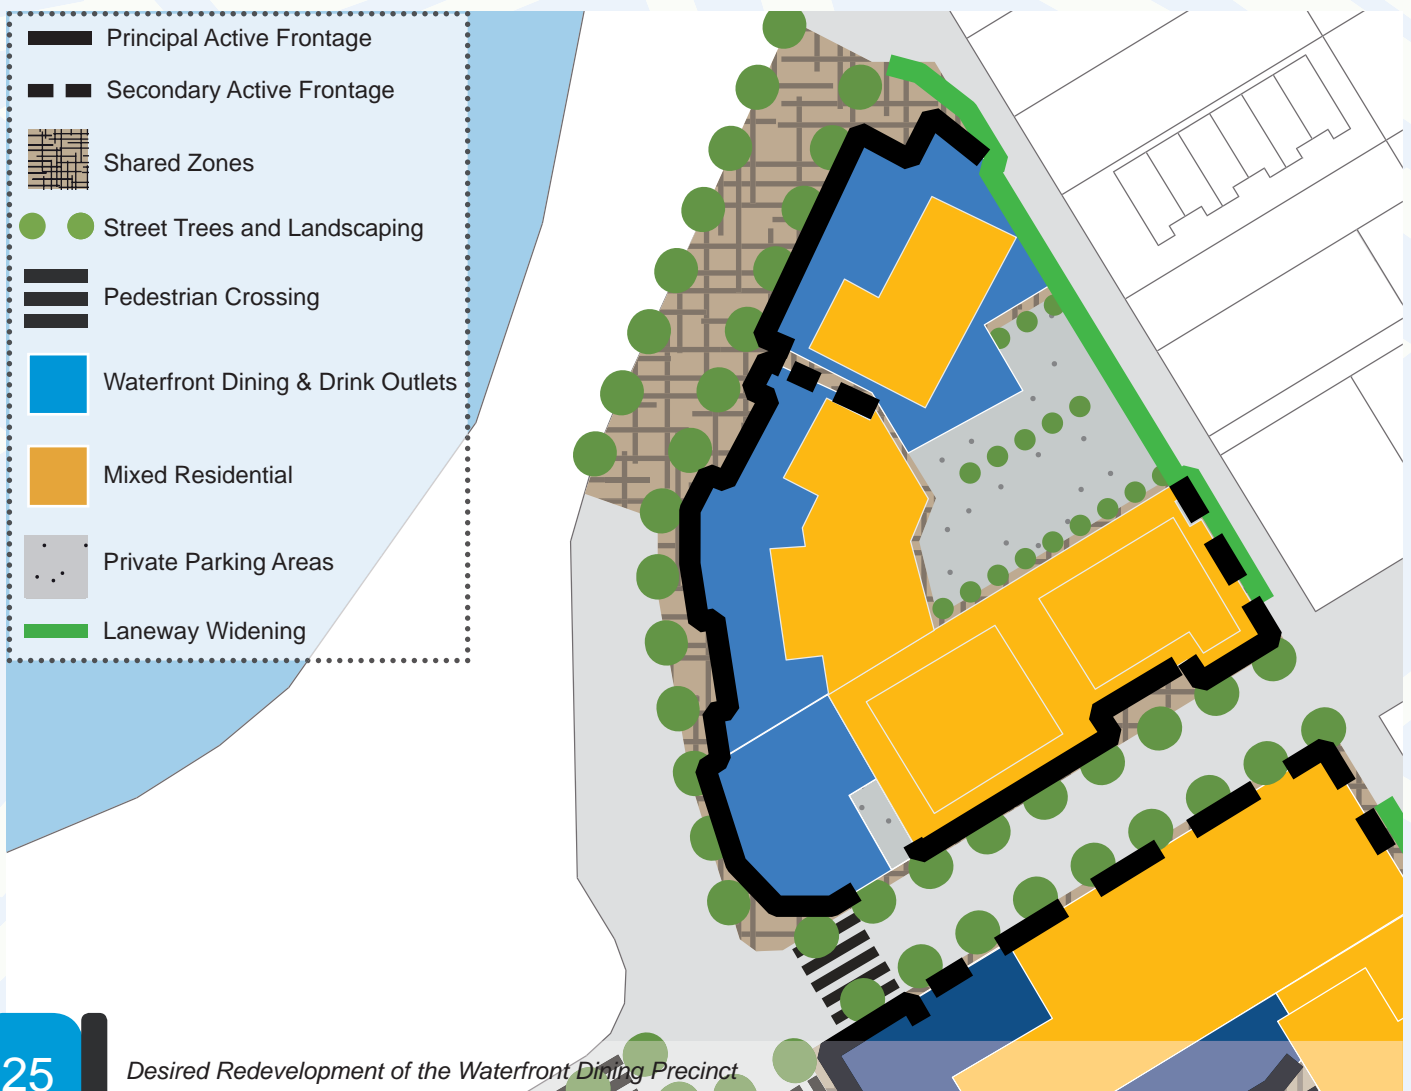 Principal Active Frontage
Secondary Active Frontage
Shared Zones
Street Trees and Landscaping
Pedestrian Crossing
Waterfront Dining & Drink Outlets
Mixed Residential
Private Parking Areas
Laneway Widening
25
Desired Redevelopment of the Waterfront Dining Precinct